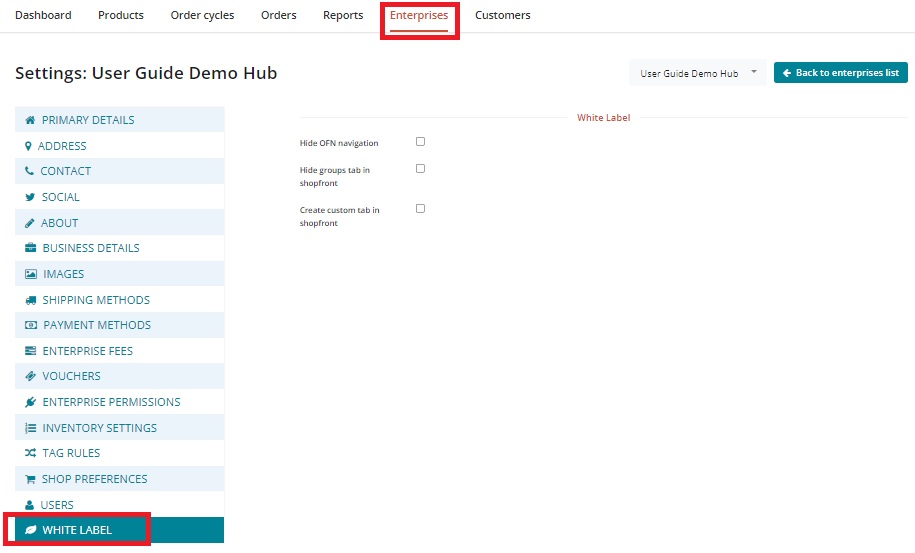 Dashboard Products Order cycles Orders Reports Enterprises Customers
Settings: User Guide Demo Hub
User Guide Demo Hub
Back to enterprises list
PRIMARY DETAILS
ADDRESS
CONTACT
SOCIAL
ABOUT
BUSINESS DETAILS
IMAGES
SHIPPING METHODS
PAYMENT METHODS
ENTERPRISE FEES
VOUCHERS
ENTERPRISE PERMISSIONS
INVENTORY SETTINGS
TAG RULES
SHOP PREFERENCES
USERS
WHITE LABEL
White Label
Hide OFN navigation
Hide groups tab in
shopfront
Create custom tab in
shopfront